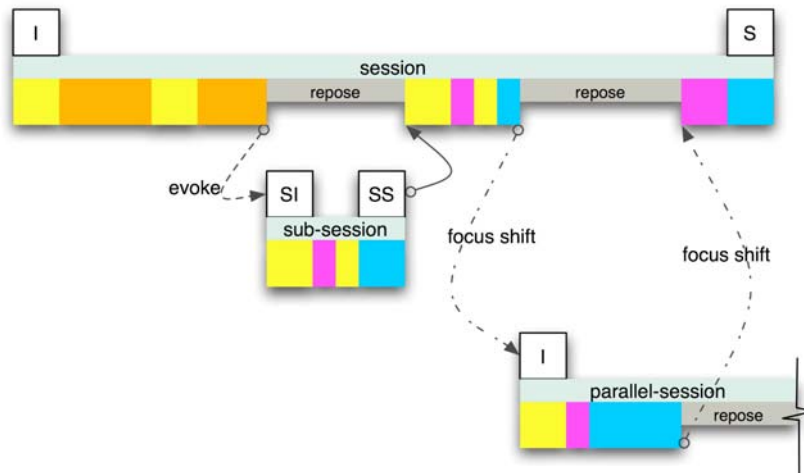 I
S
session
repose
repose
evoke
SI
SS
sub-session
focus shift
focus shift
I
parallel-session
repose